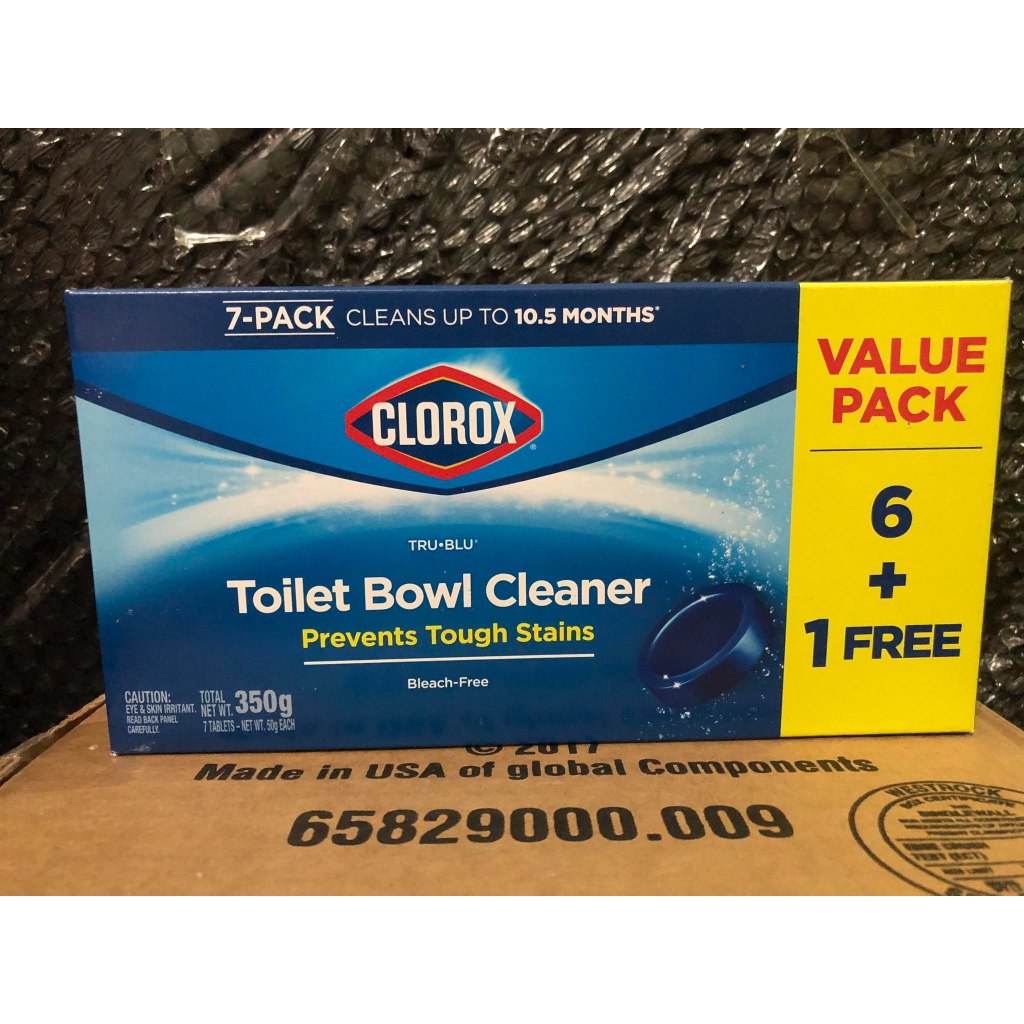 7-PACK CLEANS UP TO 10.5 MONTHS*
CLOROX®
TRU•BLU
Toilet Bowl Cleaner
Prevents Tough Stains
Bleach-Free
CAUTION:
EYE & SKIN IRRITANT.
READ BACK PANEL
CAREFULLY.
TOTAL
NET WT. 350g
7 TABLETS – NET WT. 50g EACH
VALUE
PACK
6
+
1 FREE
© 2017
Made in USA of global Components
65829000.009
WESTROCK